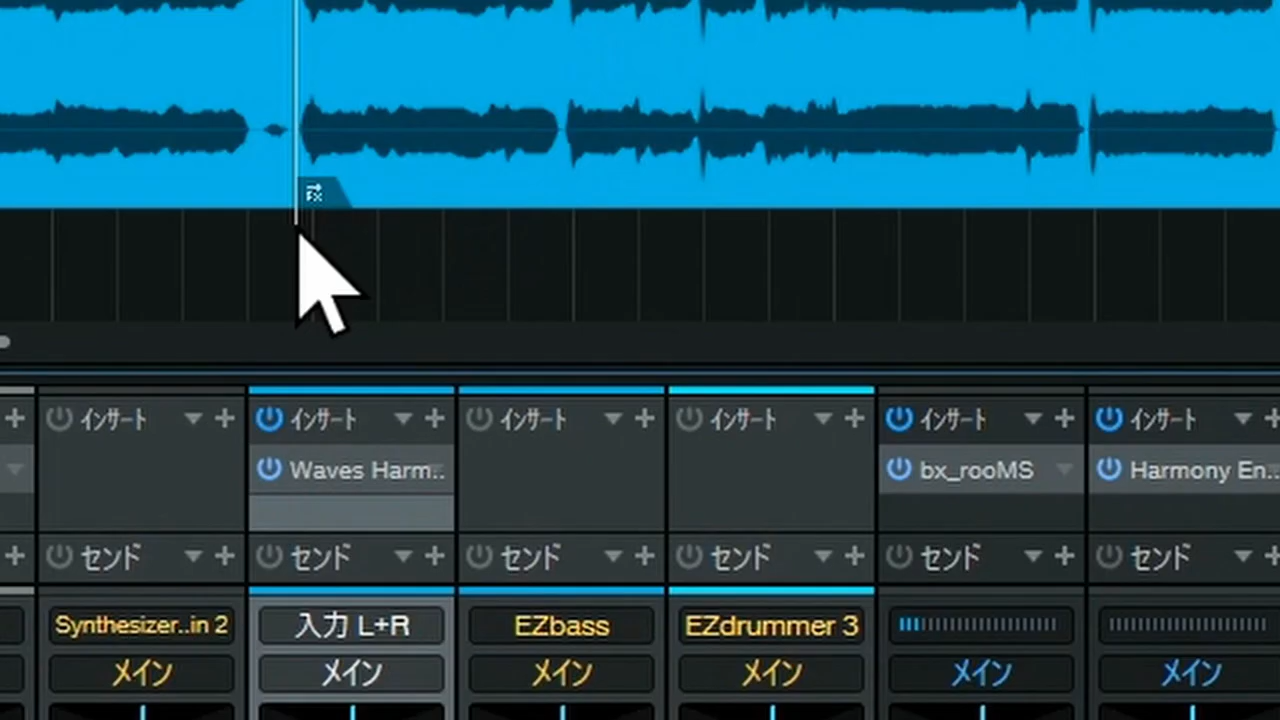 FX
インサート インサート インサート インサート インサート インサート
Waves Harm.. bx_rooMS Harmony En..
センド センド センド センド センド センド
Synthesizer..in 2 入力 L+R EZbass EZdrummer 3
メイン メイン メイン メイン メイン メイン